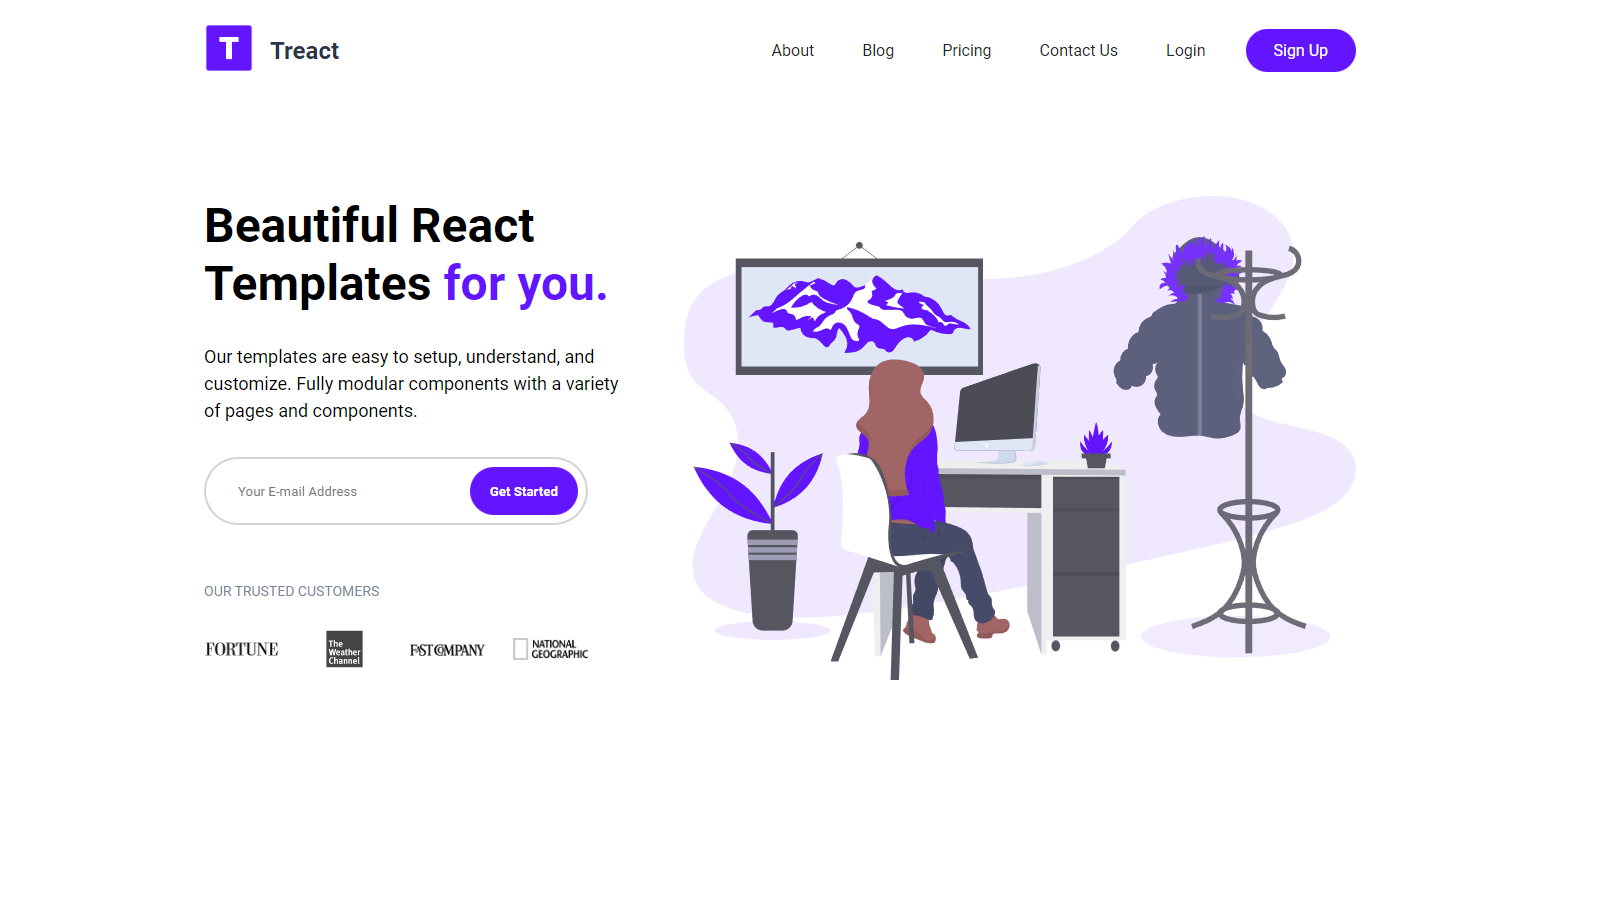 T Treact
About Blog Pricing Contact Us Login Sign Up
Beautiful React
Templates for you.
Our templates are easy to setup, understand, and
customize. Fully modular components with a variety
of pages and components.
Your E-mail Address
Get Started
OUR TRUSTED CUSTOMERS
FORTUNE
The
Weather
Channel
FAST COMPANY
NATIONAL
GEOGRAPHIC